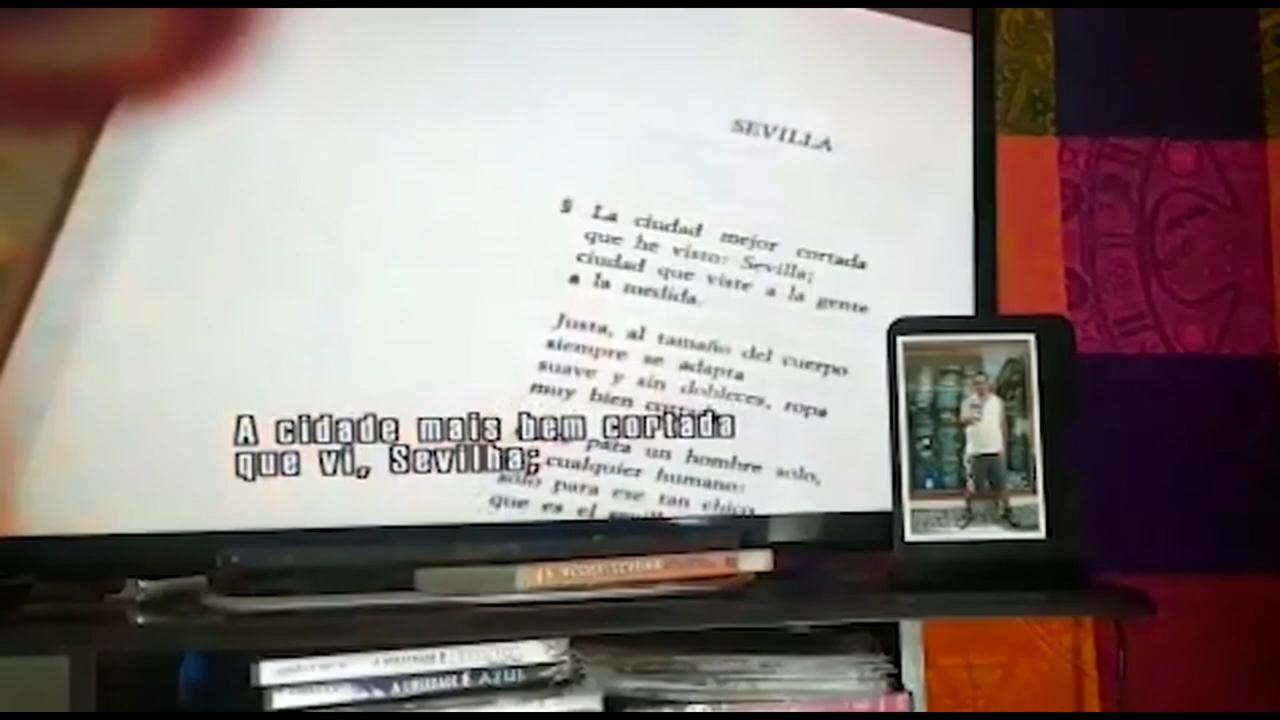 SEVILLA
§ La ciudad mejor cortada
que he visto: Sevilla;
ciudad que viste a la gente
a la medida.
Justa, al tamaño del cuerpo
siempre se adapta
suave y sin dobleces, ropa
muy bien
para un hombre solo,
cualquier humano:
sólo para ese tan chico
que es el
A cidade mais bem cortada
que vi, Sevilha;
AZUL